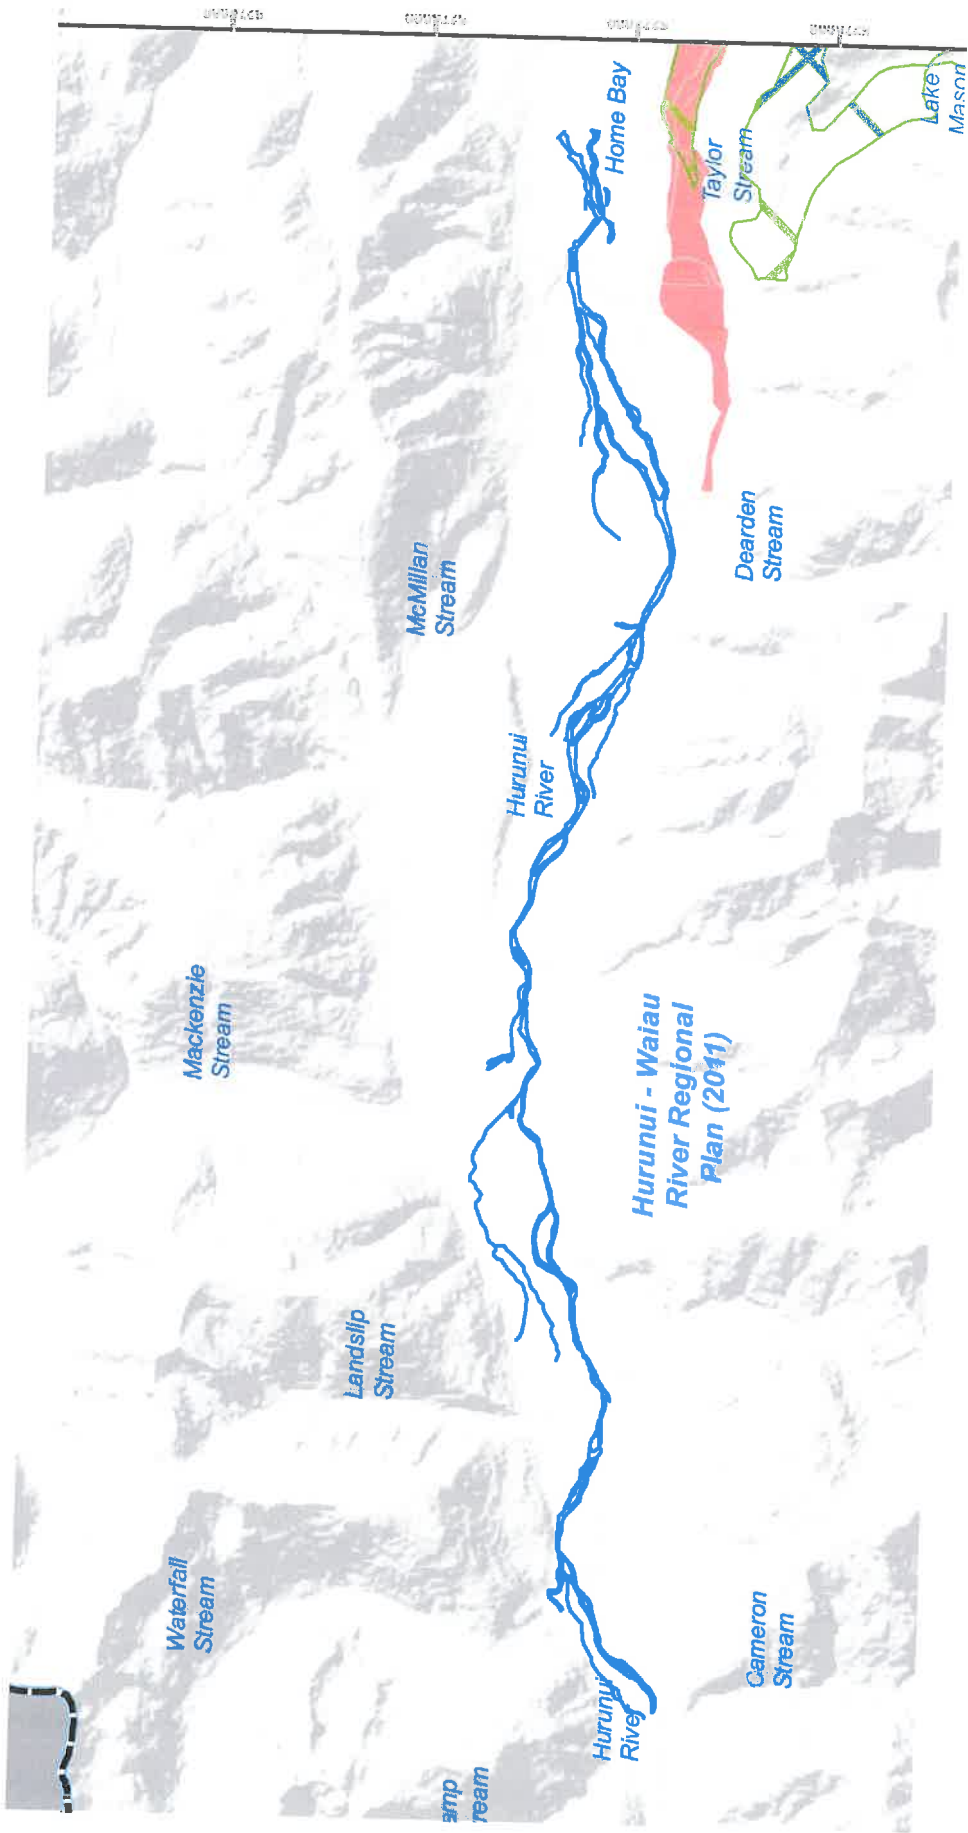 Home Bay
Taylor
Stream
Lake
Mason
Dearden
Stream
McMillan
Stream
Hurunui
River
Mackenzie
Stream
Hurunui - Waiau
River Regional
Plan (2011)
Landslip
Stream
Waterfall
Stream
Cameron
Stream
Hurunui
River
amp
ream